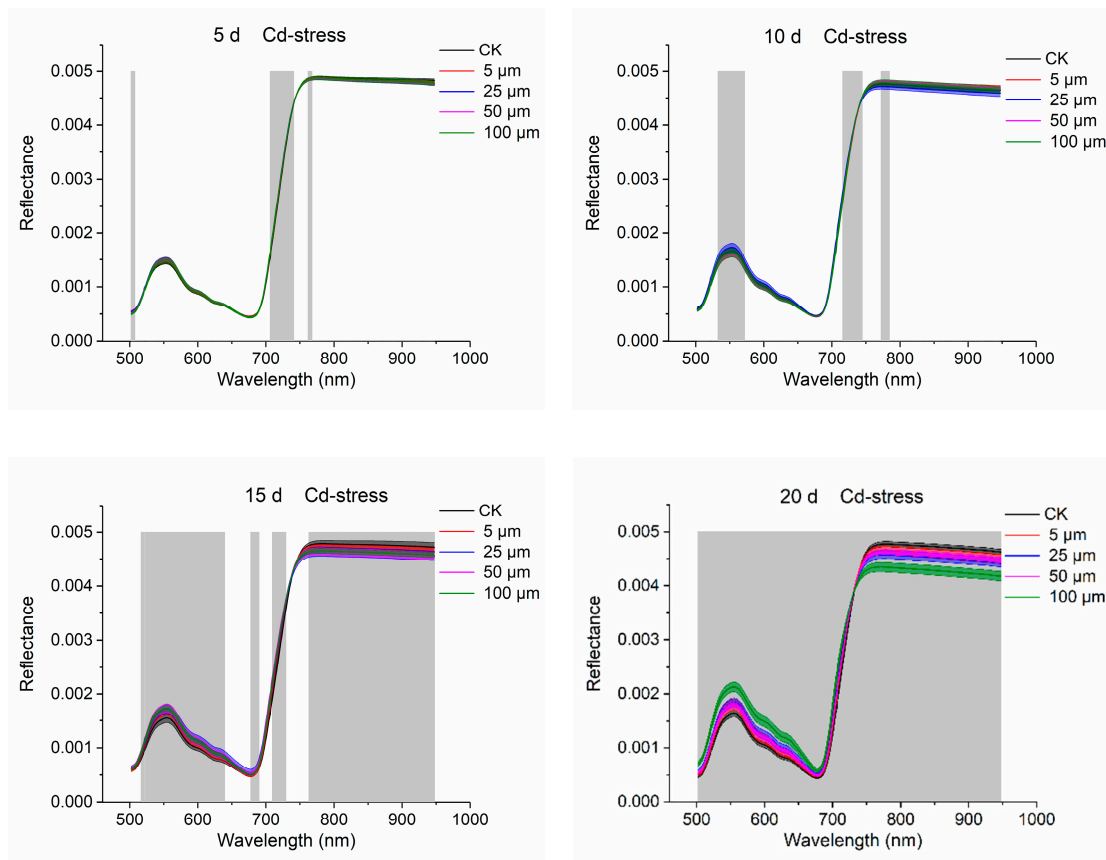 5 d Cd-stress
CK
5 µm
25 µm
50 µm
100 µm
0.005
0.004
0.003
0.002
0.001
0.000
Reflectance
500 600 700 800 900 1000
Wavelength (nm)
10 d Cd-stress
CK
5 µm
25 µm
50 µm
100 µm
0.005
0.004
0.003
0.002
0.001
0.000
Reflectance
500 600 700 800 900 1000
Wavelength (nm)
15 d Cd-stress
CK
5 µm
25 µm
50 µm
100 µm
0.005
0.004
0.003
0.002
0.001
0.000
Reflectance
500 600 700 800 900 1000
Wavelength (nm)
20 d Cd-stress
CK
5 µm
25 µm
50 µm
100 µm
0.005
0.004
0.003
0.002
0.001
0.000
Reflectance
500 600 700 800 900 1000
Wavelength (nm)